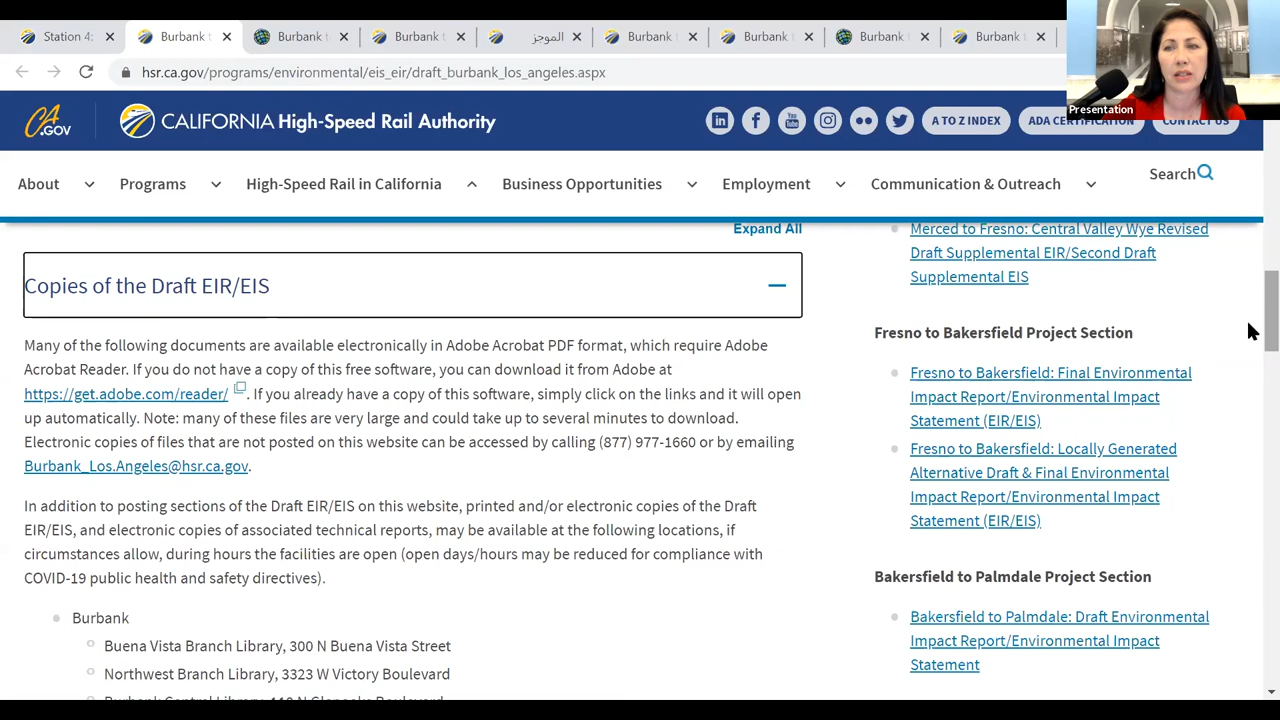 Station 4:
Burbank t
Burbank t
Burbank t
الموجز
Burbank t
Burbank t
Burbank t
Burbank t
hsr.ca.gov/programs/environmental/eis_eir/draft_burbank_los_angeles.aspx
Presentation
CA.GOV
CALIFORNIA High-Speed Rail Authority
A TO Z INDEX
ADA CERTIFICATION
CONTACT US
About
Programs
High-Speed Rail in California
Business Opportunities
Employment
Communication & Outreach
Search
Expand All
Copies of the Draft EIR/EIS
Many of the following documents are available electronically in Adobe Acrobat PDF format, which require Adobe
Acrobat Reader. If you do not have a copy of this free software, you can download it from Adobe at
https://get.adobe.com/reader/ . If you already have a copy of this software, simply click on the links and it will open
up automatically. Note: many of these files are very large and could take up to several minutes to download.
Electronic copies of files that are not posted on this website can be accessed by calling (877) 977-1660 or by emailing
Burbank_Los.Angeles@hsr.ca.gov.
In addition to posting sections of the Draft EIR/EIS on this website, printed and/or electronic copies of the Draft
EIR/EIS, and electronic copies of associated technical reports, may be available at the following locations, if
circumstances allow, during hours the facilities are open (open days/hours may be reduced for compliance with
COVID-19 public health and safety directives).
Burbank
Buena Vista Branch Library, 300 N Buena Vista Street
Northwest Branch Library, 3323 W Victory Boulevard
Burbank Central Library, 110 N Glenoaks Boulevard
Merced to Fresno: Central Valley Wye Revised
Draft Supplemental EIR/Second Draft
Supplemental EIS
Fresno to Bakersfield Project Section
Fresno to Bakersfield: Final Environmental
Impact Report/Environmental Impact
Statement (EIR/EIS)
Fresno to Bakersfield: Locally Generated
Alternative Draft & Final Environmental
Impact Report/Environmental Impact
Statement (EIR/EIS)
Bakersfield to Palmdale Project Section
Bakersfield to Palmdale: Draft Environmental
Impact Report/Environmental Impact
Statement